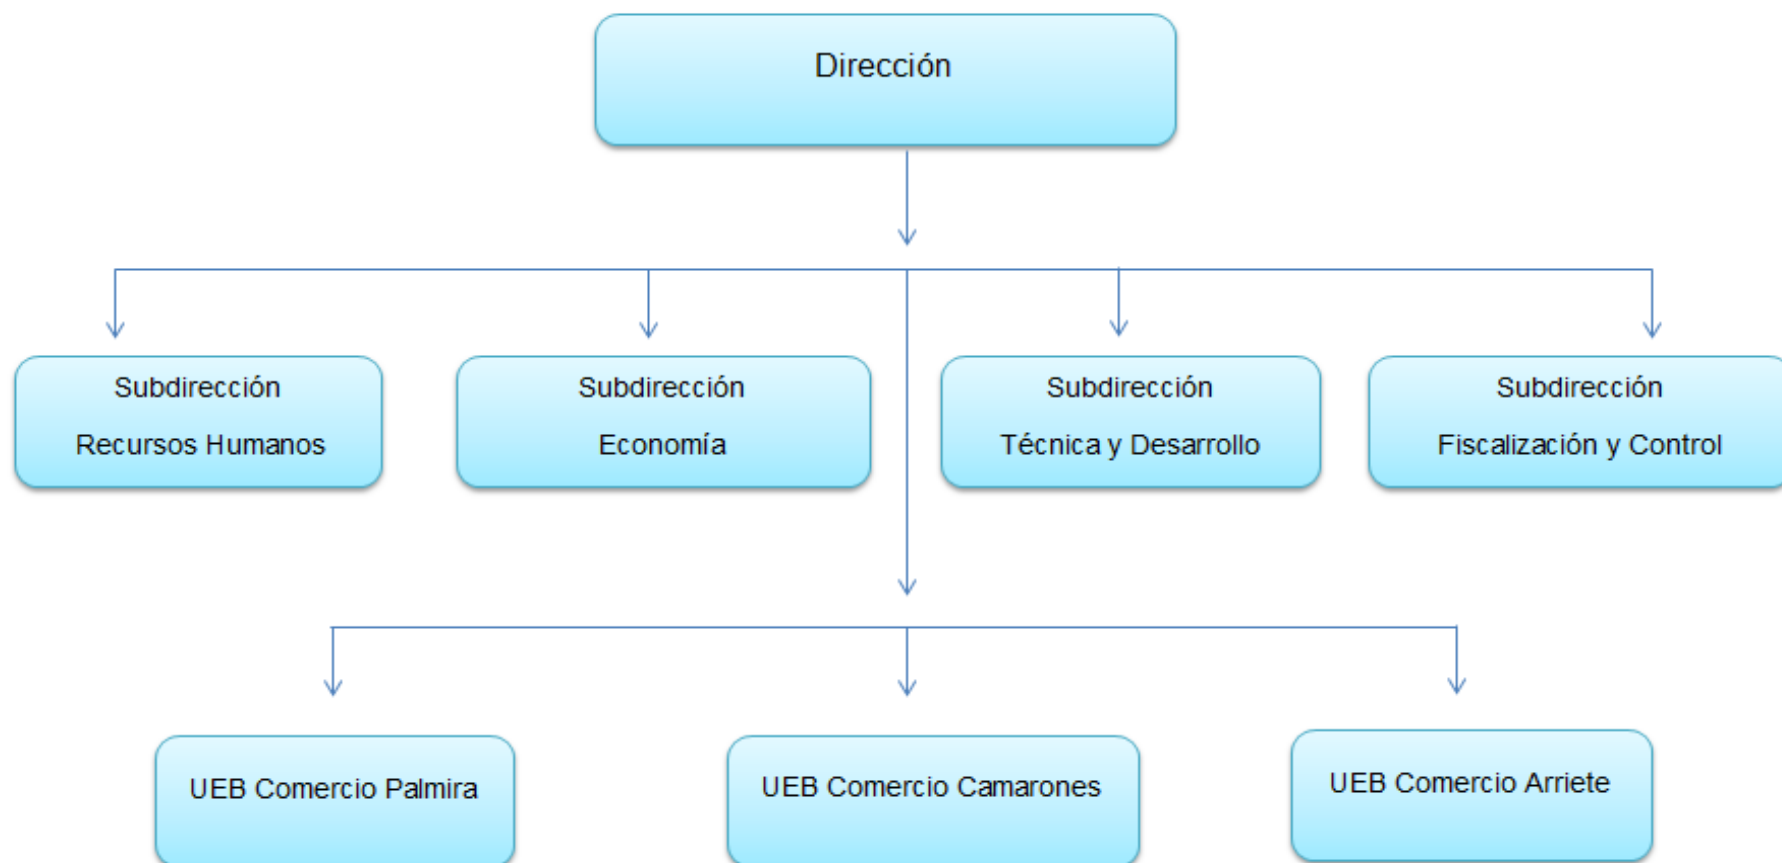 Dirección
Subdirección
Recursos Humanos
Subdirección
Economía
Subdirección
Técnica y Desarrollo
Subdirección
Fiscalización y Control
UEB Comercio Palmira
UEB Comercio Camarones
UEB Comercio Arriete